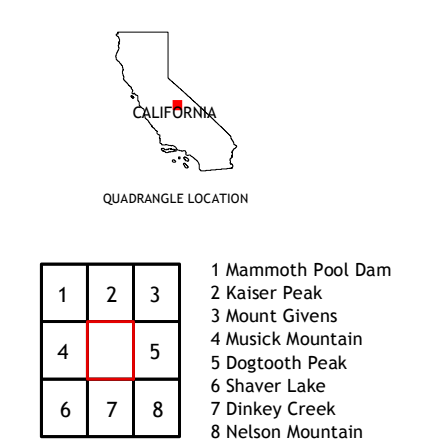 CALIFORNIA
QUADRANGLE LOCATION
1 2 3
4 5
6 7 8
1 Mammoth Pool Dam
2 Kaiser Peak
3 Mount Givens
4 Musick Mountain
5 Dogtooth Peak
6 Shaver Lake
7 Dinkey Creek
8 Nelson Mountain